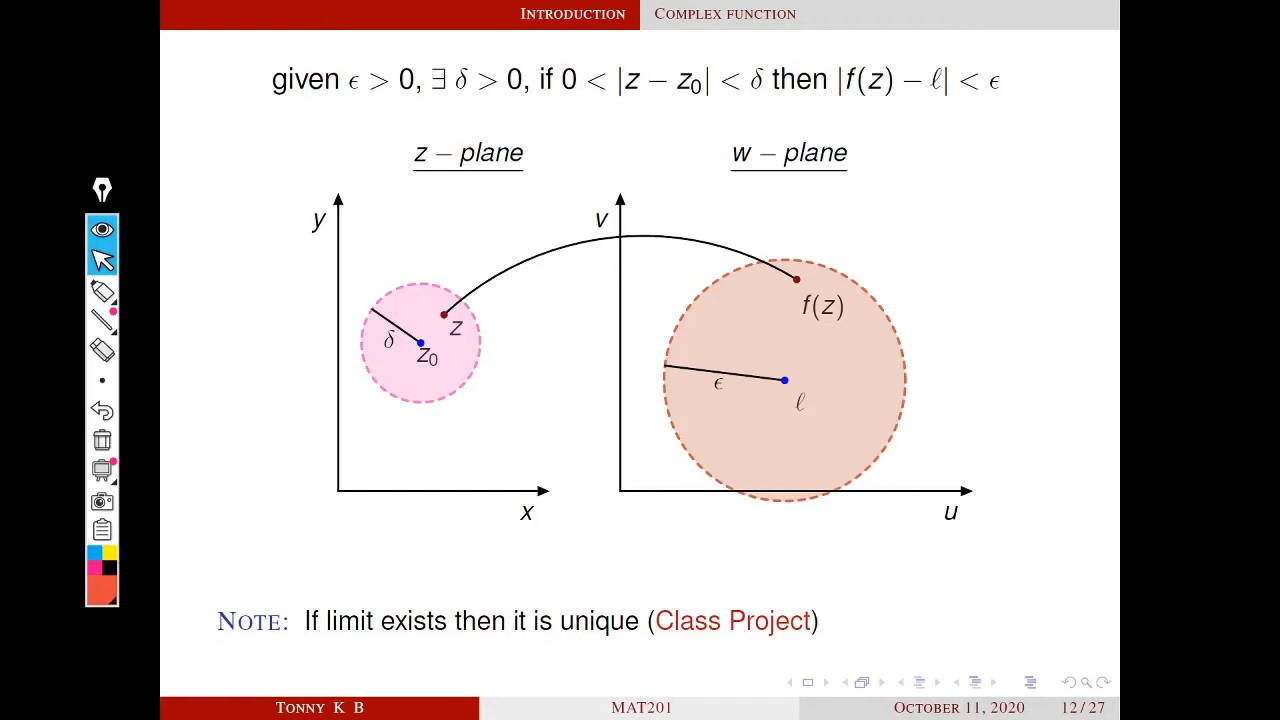 INTRODUCTION COMPLEX FUNCTION
given ϵ > 0, ∃ δ > 0, if 0 < |z − z₀| < δ then |f(z) − ℓ| < ϵ
z − plane w − plane
y v
f(z)
z
δ z₀
ϵ
ℓ
x u
NOTE: If limit exists then it is unique (Class Project)
TONNY K B MAT201 OCTOBER 11, 2020 12 / 27